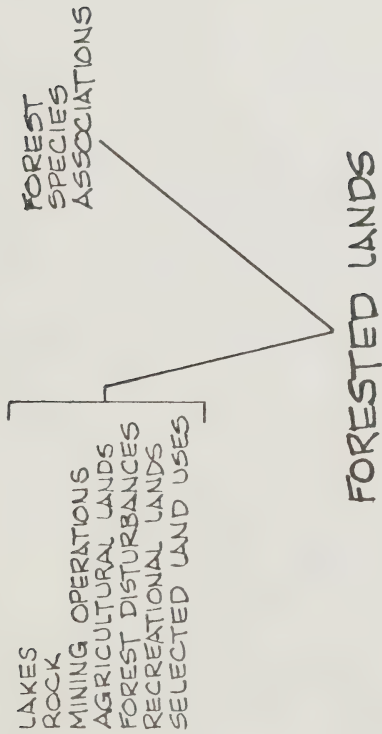 LAKES
ROCK
MINING OPERATIONS
AGRICULTURAL LANDS
FOREST DISTURBANCES
RECREATIONAL LANDS
SELECTED LAND USES
FOREST
SPECIES
ASSOCIATIONS
FORESTED LANDS